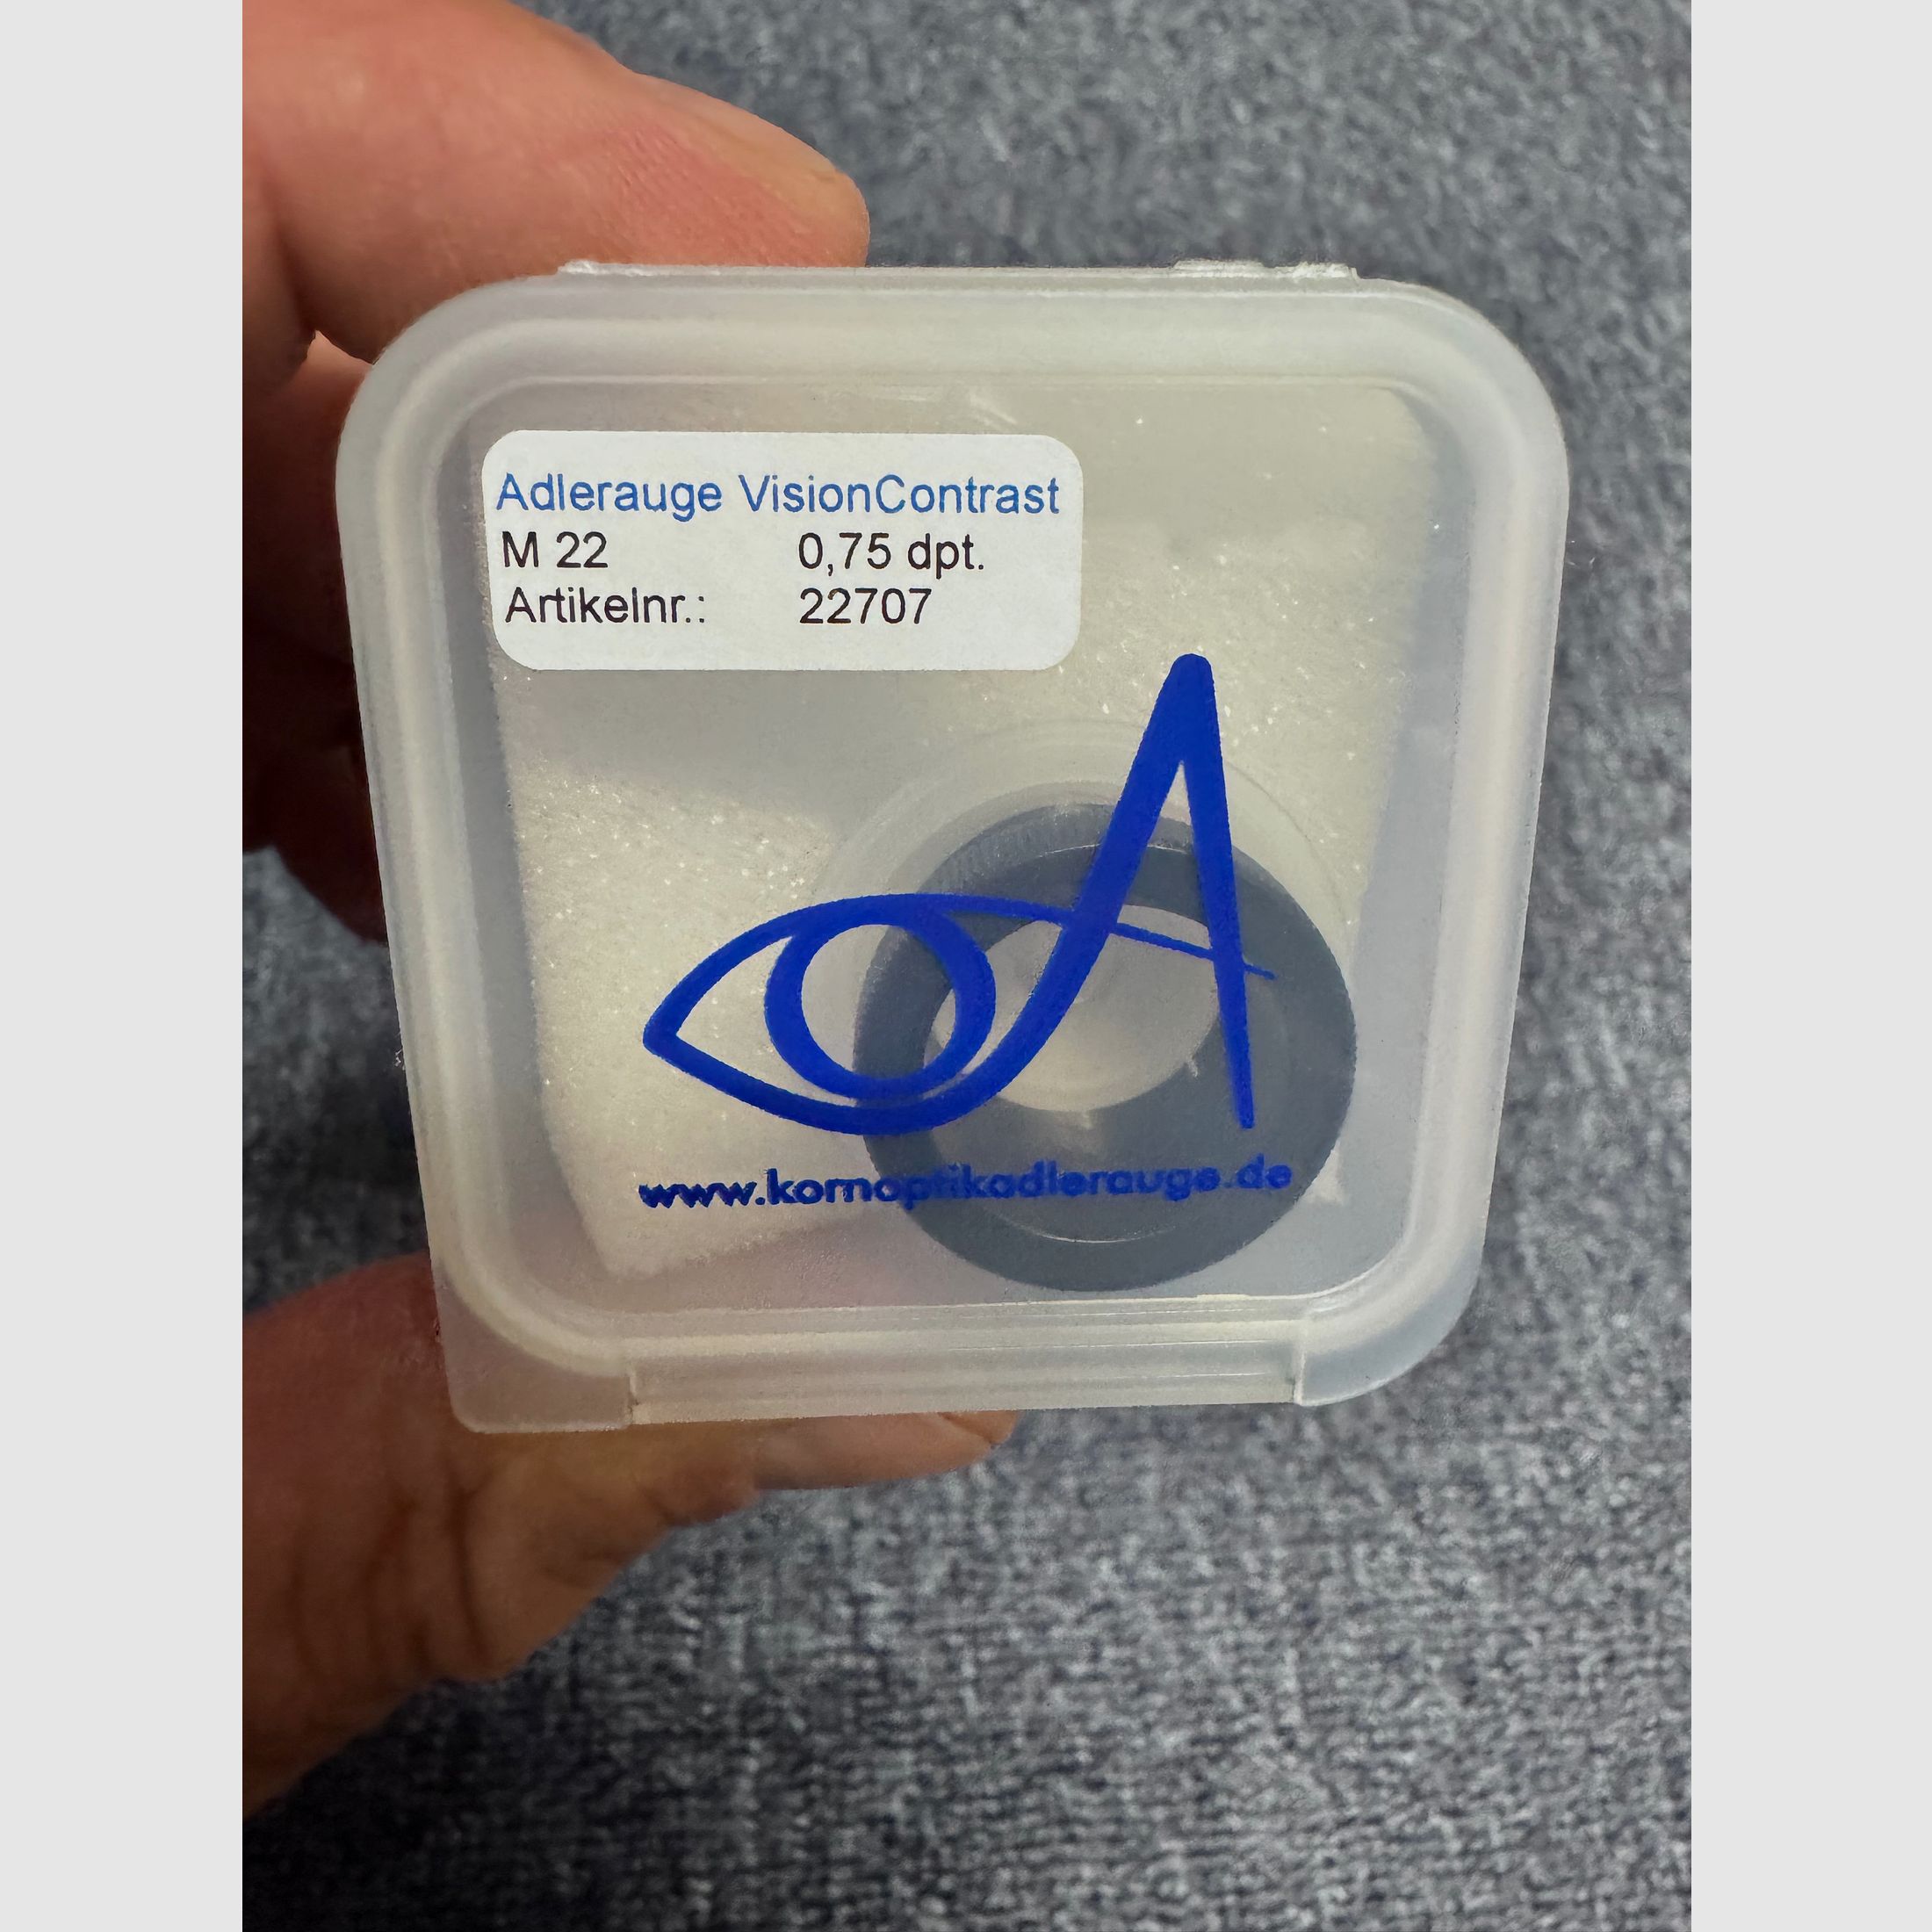 Adlerauge VisionContrast
M 22 0,75 dpt.
Artikelnr.: 22707
www.kornoptikadlerauge.de